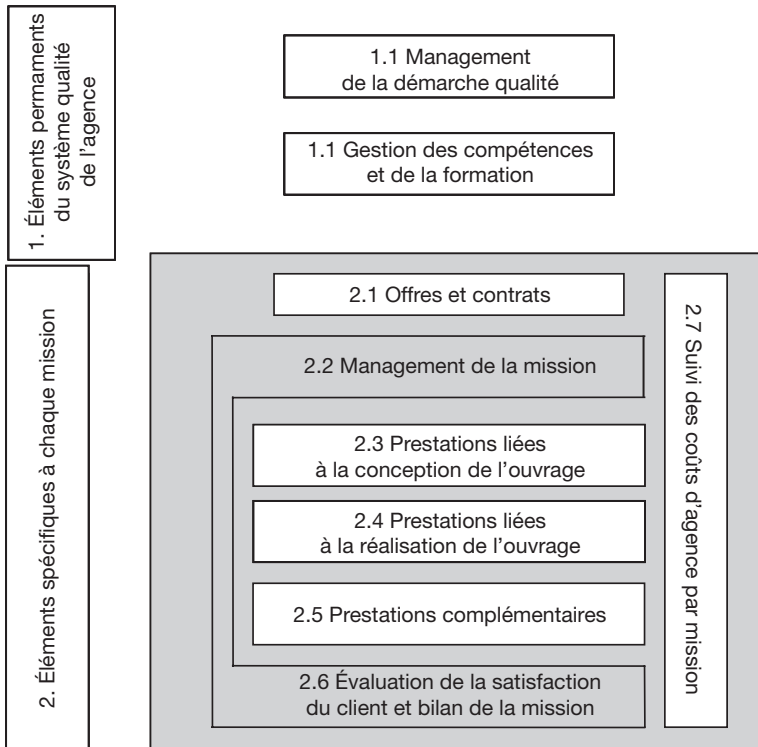 1. Éléments permaments
du système qualité
de l'agence
1.1 Management
de la démarche qualité
1.1 Gestion des compétences
et de la formation
2. Éléments spécifiques à chaque mission
2.1 Offres et contrats
2.2 Management de la mission
2.3 Prestations liées
à la conception de l'ouvrage
2.4 Prestations liées
à la réalisation de l'ouvrage
2.5 Prestations complémentaires
2.6 Évaluation de la satisfaction
du client et bilan de la mission
2.7 Suivi des coûts d'agence par mission